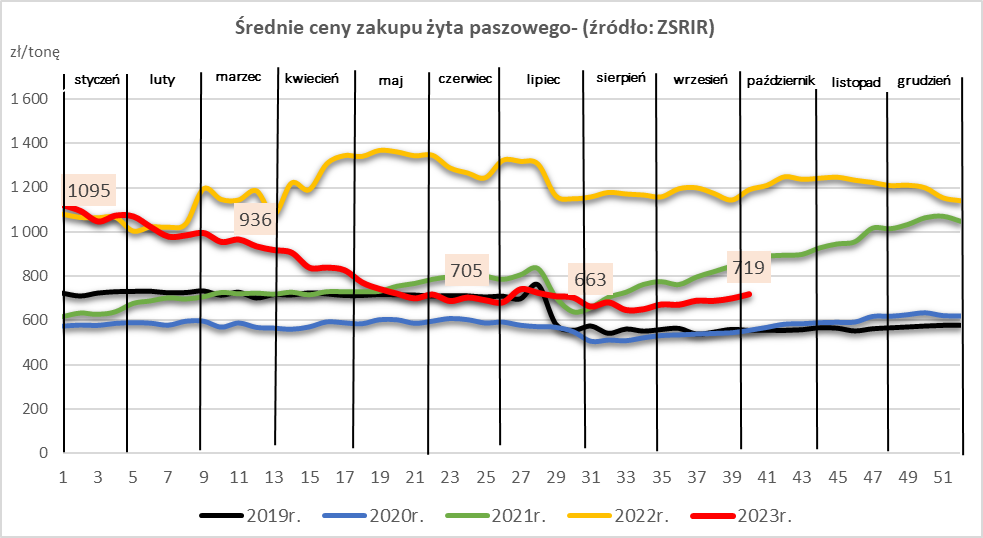 Średnie ceny zakupu żyta paszowego- (źródło: ZSRIR)
zł/tonę
styczeń luty marzec kwiecień maj czerwiec lipiec sierpień wrzesień październik listopad grudzień
1 600
1 400
1 200
1 000
800
600
400
200
0
1095
936
705
663
719
1 3 5 7 9 11 13 15 17 19 21 23 25 27 29 31 33 35 37 39 41 43 45 47 49 51
2019r. 2020r. 2021r. 2022r. 2023r.